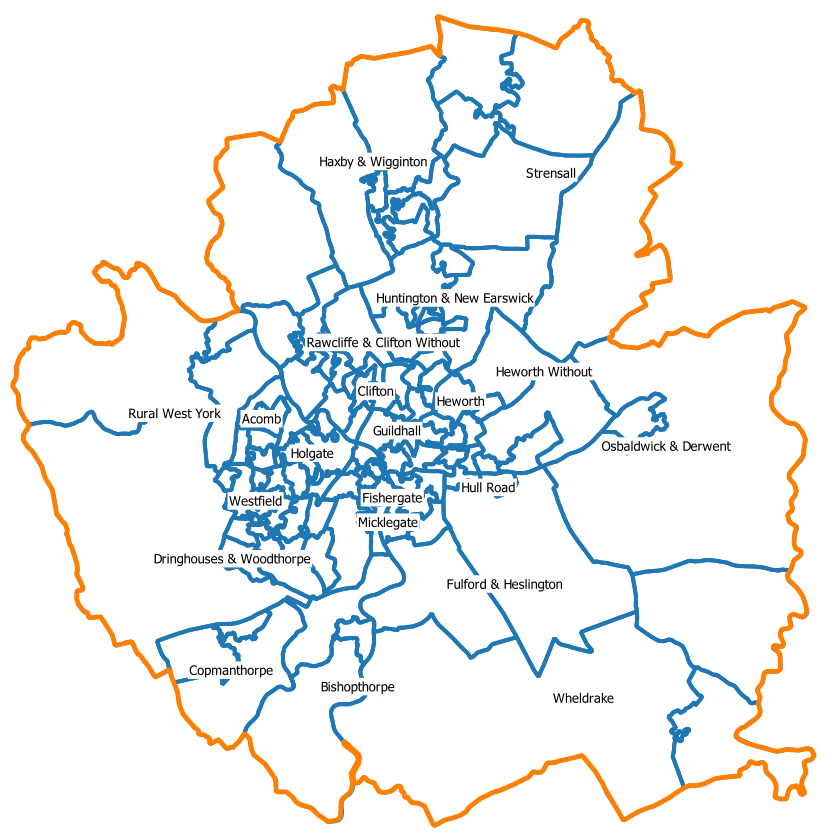 Haxby & Wigginton
Strensall
Huntington & New Earswick
Rawcliffe & Clifton Without
Heworth Without
Clifton
Heworth
Rural West York
Acomb
Guildhall
Osbaldwick & Derwent
Holgate
Hull Road
Westfield
Fishergate
Micklegate
Dringhouses & Woodthorpe
Fulford & Heslington
Copmanthorpe
Bishopthorpe
Wheldrake